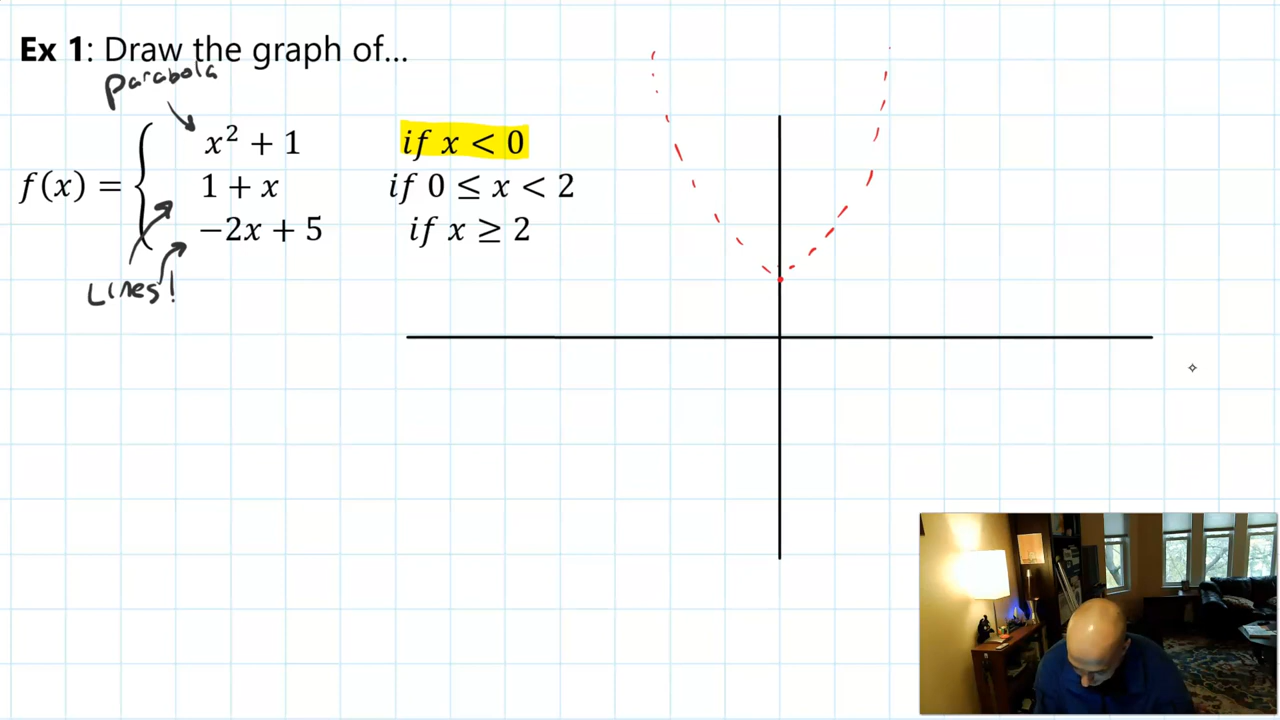 Ex 1: Draw the graph of...
parabola
x² + 1 if x < 0
f(x) = { 1 + x if 0 ≤ x < 2
−2x + 5 if x ≥ 2
Lines!